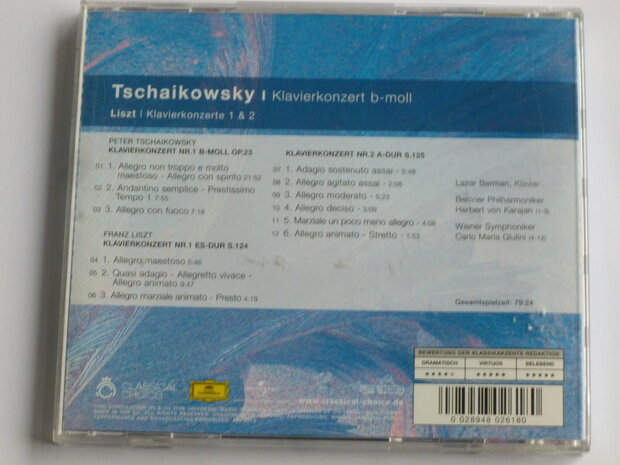 Tschaikowsky | Klavierkonzert b-moll
Liszt | Klavierkonzerte 1 & 2
PETER TSCHAIKOWSKY
KLAVIERKONZERT NR.1 B-MOLL OP.23
01 1. Allegro non troppo e molto
maestoso - Allegro con spirito 21:52
02 2. Andantino semplice - Prestissimo
Tempo 1 7:55
03 3. Allegro con fuoco 7:16
FRANZ LISZT
KLAVIERKONZERT NR.1 ES-DUR S.124
04 1. Allegro maestoso 5:46
05 2. Quasi adagio - Allegretto vivace -
Allegro animato 9:47
06 3. Allegro marziale animato - Presto 4:19
KLAVIERKONZERT NR.2 A-DUR S.125
07 1. Adagio sostenuto assai - 5:48
08 2. Allegro agitato assai - 2:08
09 3. Allegro moderato - 5:23
10 4. Allegro deciso - 3:09
11 5. Marziale un poco meno allegro - 4:08
12 6. Allegro animato - Stretto - 1:53
Lazar Berman, Klavier
Berliner Philharmoniker
Herbert von Karajan (1-3)
Wiener Symphoniker
Carlo Maria Giulini (4-12)
Gesamtspielzeit: 79:24
BEWERTUNG DER KLASSIKAKZENTE REDAKTION
DRAMATISCH VIRTUOS BELEBEND
CLASSICAL
CHOICE
www.classical-choice.de
0 028948 026180